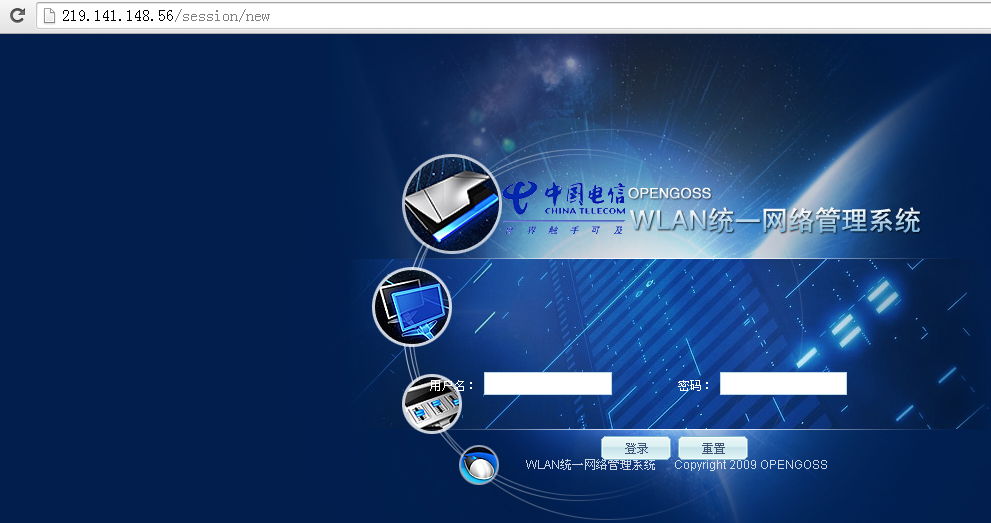 219.141.148.56/session/new
中国电信
CHINA TELECOM
世界触手可及
OPENGOSS
WLAN统一网络管理系统
用户名： 密码：
登录 重置
WLAN统一网络管理系统 Copyright 2009 OPENGOSS